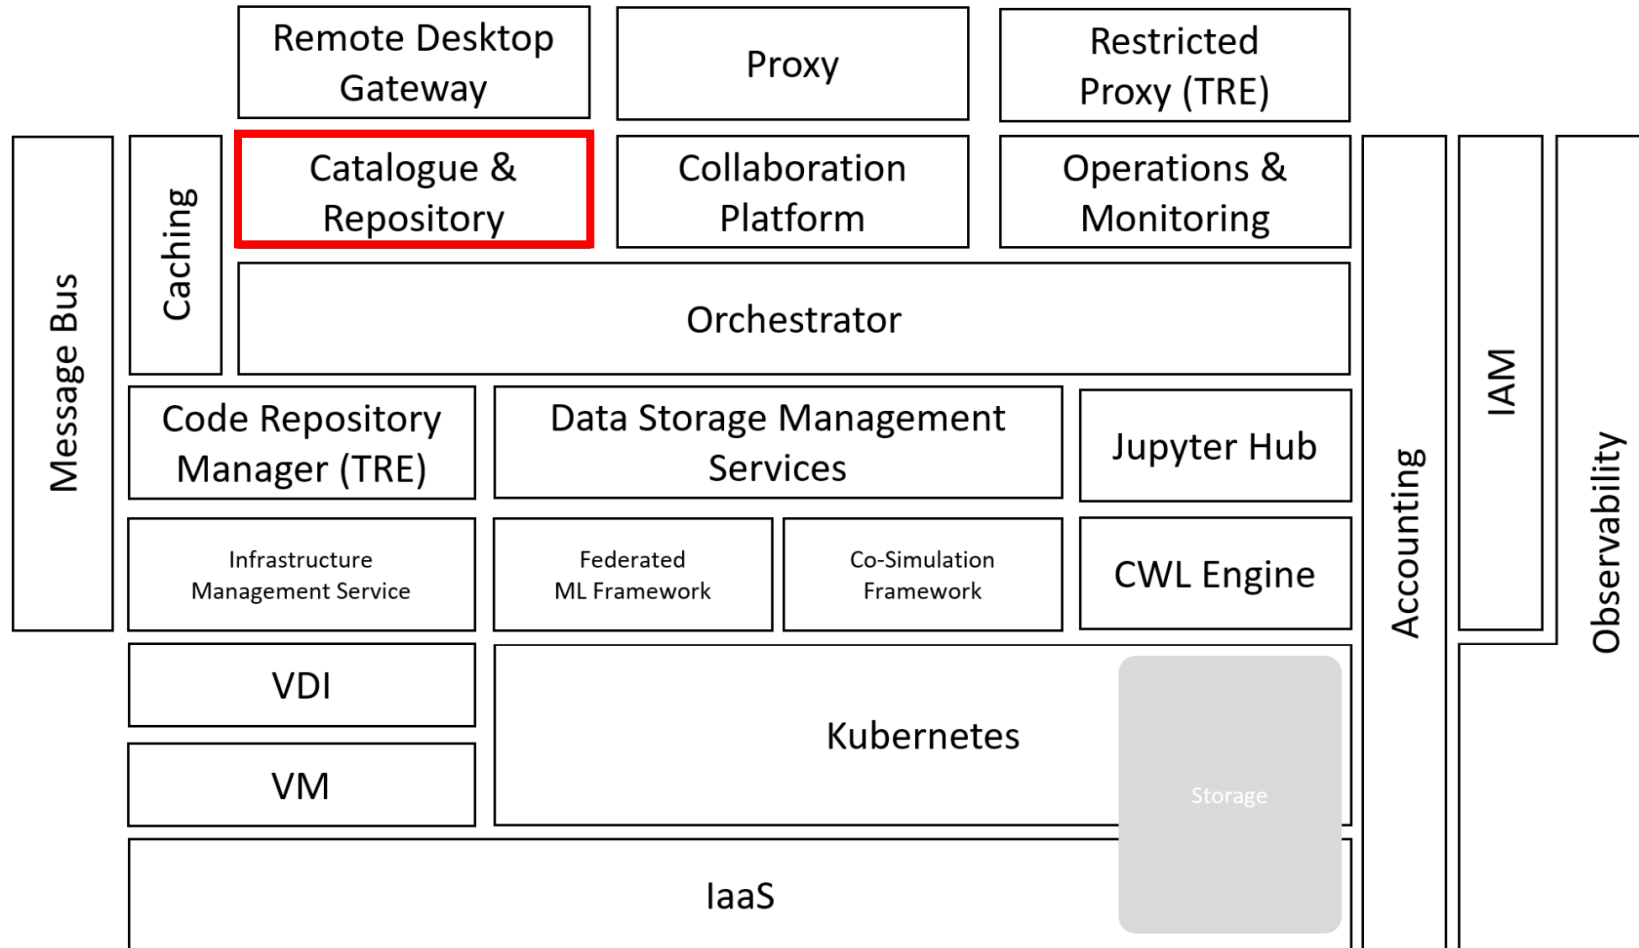 Remote Desktop
Gateway
Proxy
Restricted
Proxy (TRE)
Message Bus
Caching
Catalogue &
Repository
Collaboration
Platform
Operations &
Monitoring
Accounting
IAM
Observability
Orchestrator
Code Repository
Manager (TRE)
Data Storage Management
Services
Jupyter Hub
Infrastructure
Management Service
Federated
ML Framework
Co-Simulation
Framework
CWL Engine
VDI
Kubernetes
VM
Storage
IaaS